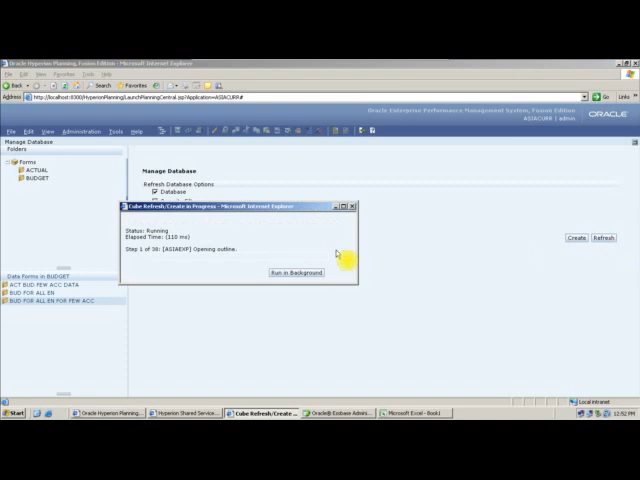 Oracle Hyperion Planning, Fusion Edition - Microsoft Internet Explorer
File Edit View Favorites Tools Help
Back Search Favorites
Address http://localhost:8300/HyperionPlanning/LaunchPlanningCentral.jsp?Application=ASIACURR# Go Links »
Oracle Enterprise Performance Management System, Fusion Edition
ASIACURR | admin
ORACLE
File Edit View Administration Tools Help
Manage Database
Folders
Forms
ACTUAL
BUDGET
Manage Database
Refresh Database Options
Database
Cube Refresh/Create in Progress - Microsoft Internet Explorer
Status: Running
Elapsed Time: (110 ms)
Step 1 of 38: [ASIAEXP] Opening outline.
Run in Background
Create Refresh
Data Forms in BUDGET
ACT BUD FEW ACC DATA
BUD FOR ALL EN
BUD FOR ALL EN FOR FEW ACC
Local intranet
Start
Oracle Hyperion Planning...
Hyperion Shared Service...
Cube Refresh/Create ...
Oracle® Essbase Admin...
Microsoft Excel - Book1
12:52 PM